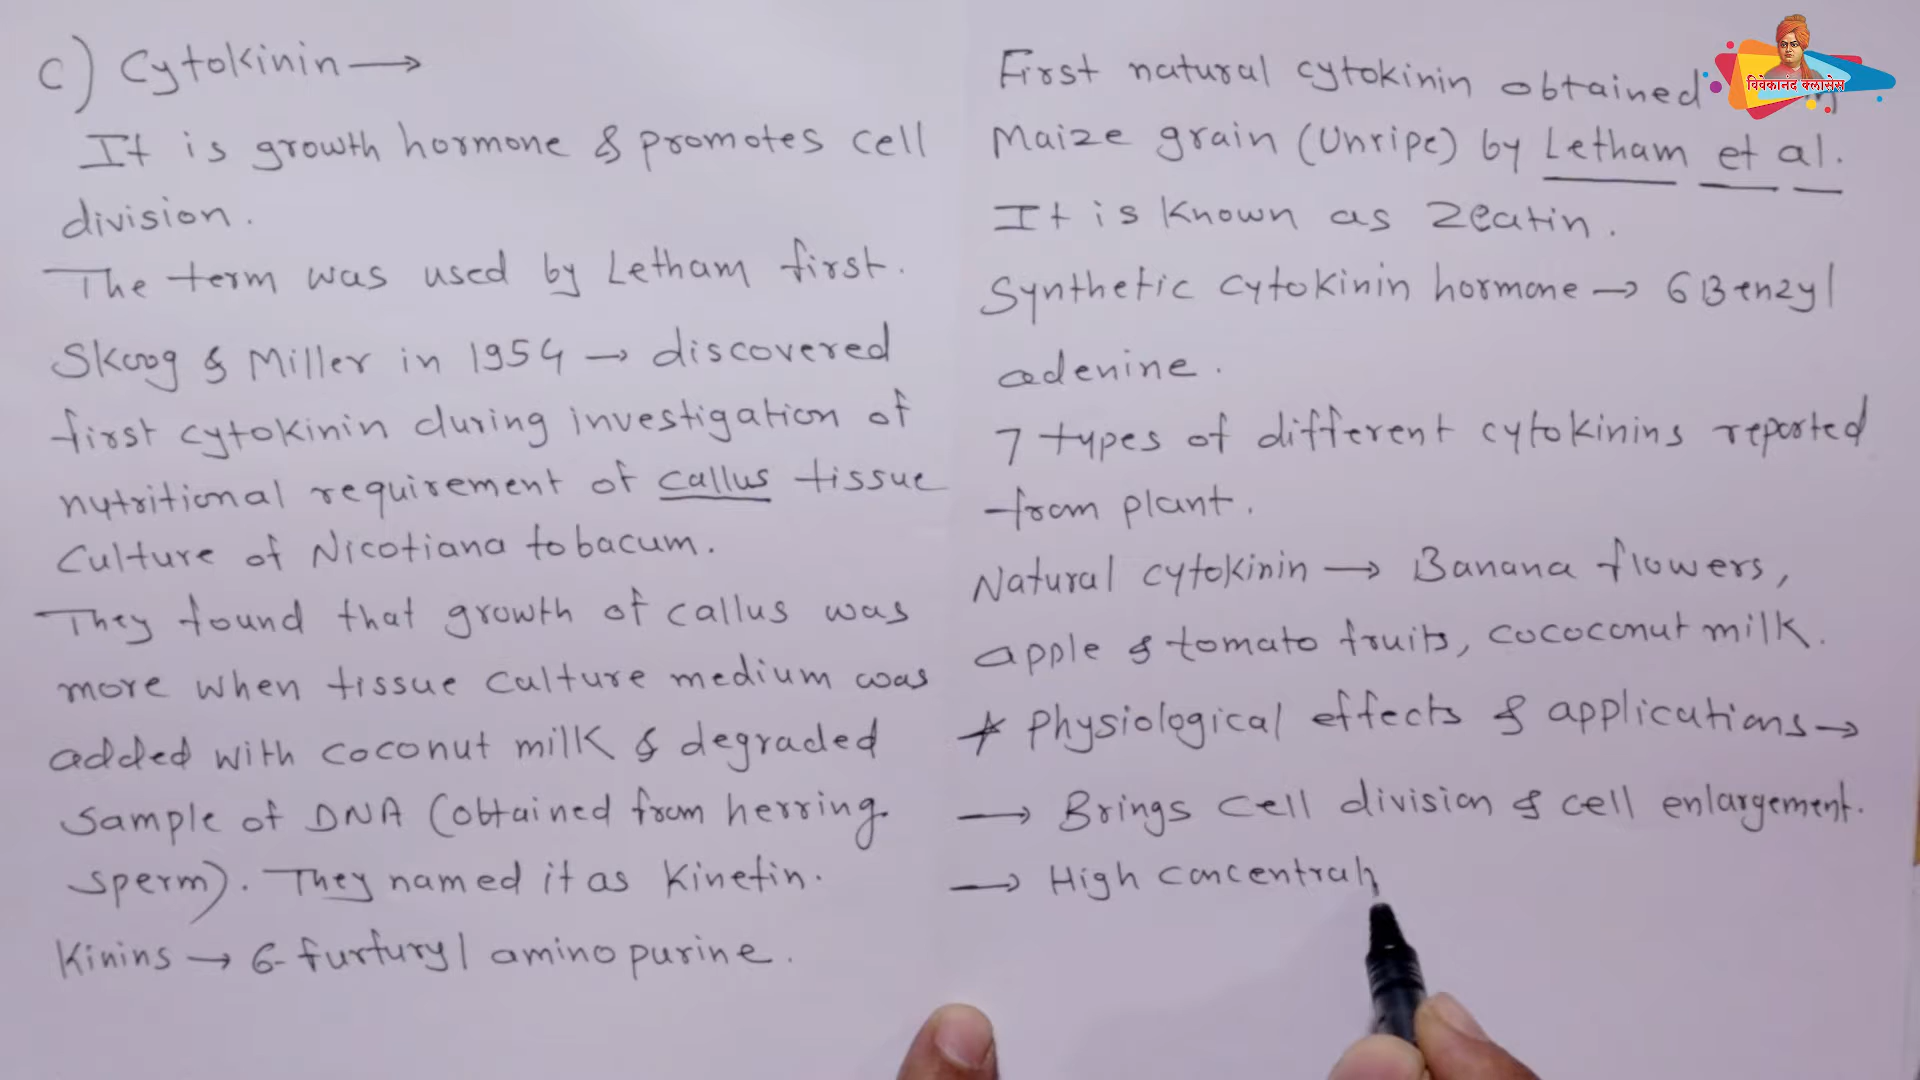 C) Cytokinin →
It is growth hormone & promotes cell
division.
The term was used by Letham first.
Skoog & Miller in 1954 → discovered
first cytokinin during investigation of
nutritional requirement of callus tissue
Culture of Nicotiana tobacum.
They found that growth of callus was
more when tissue culture medium was
added with coconut milk & degraded
sample of DNA (obtained from herring
sperm). They named it as Kinetin.
Kinins → 6-furfuryl amino purine.
First natural cytokinin obtained
Maize grain (Unripe) by Letham et al.
It is known as Zeatin.
Synthetic cytokinin hormone → 6 Benzyl
adenine.
7 types of different cytokinins reported
from plant.
Natural cytokinin → Banana flowers,
apple & tomato fruits, cococonut milk.
* Physiological effects & applications →
→ Brings cell division & cell enlargement.
→ High concentrati
विवेकानंद क्लासेस